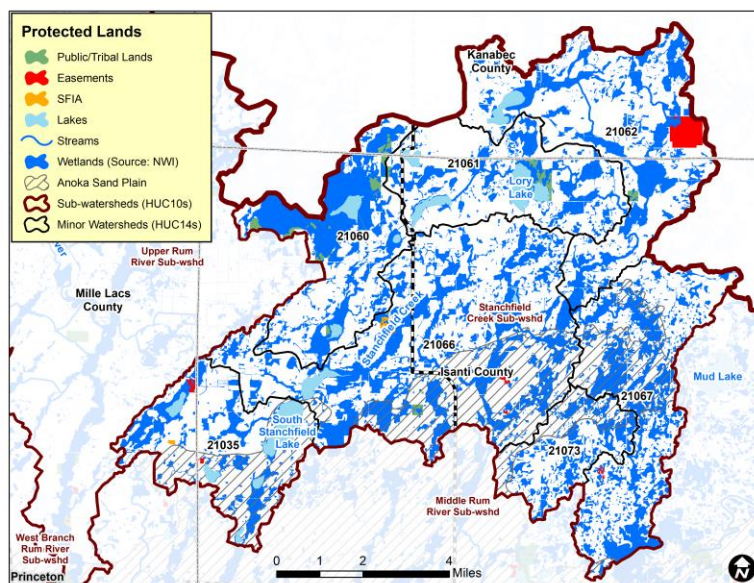 Protected Lands
Public/Tribal Lands
Easements
SFIA
Lakes
Streams
Wetlands (Source: NWI)
Anoka Sand Plain
Sub-watersheds (HUC10s)
Minor Watersheds (HUC14s)
Kanabec
County
21062
21061
Lory
Lake
21060
Upper Rum
River Sub-wshd
Mille Lacs
County
Stanchfield Creek
Stanchfield
Creek Sub-wshd
21066
Isanti County
Mud Lake
21067
South
Stanchfield
Lake
21035
21073
Middle Rum
River Sub-wshd
West Branch
Rum River
Sub-wshd
Princeton
0 1 2 4
Miles
N